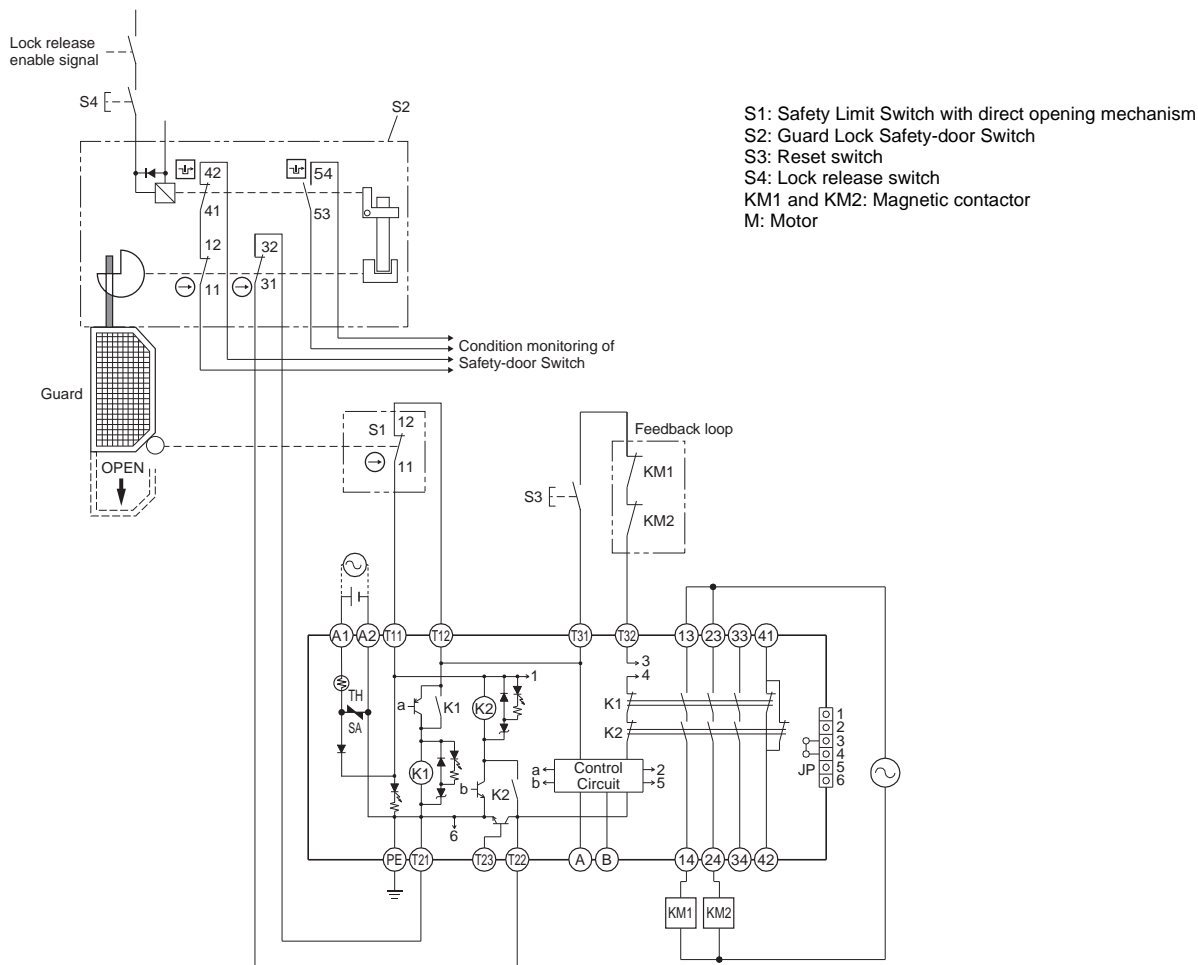 Lock release
enable signal
S4
S2
S1: Safety Limit Switch with direct opening mechanism
S2: Guard Lock Safety-door Switch
S3: Reset switch
S4: Lock release switch
KM1 and KM2: Magnetic contactor
M: Motor
42
54
41
53
12
32
11
31
Condition monitoring of
Safety-door Switch
Guard
OPEN
S1
12
11
Feedback loop
KM1
S3
KM2
A1 A2 T11 T12 T31 T32 13 23 33 41
3
4
1
TH
SA
a
K1
K2
K1
K2
1
2
3
4
5
6
JP
K1
b
K2
6
a
b
Control
Circuit
2
5
PE T21 T23 T22 A B 14 24 34 42
KM1 KM2